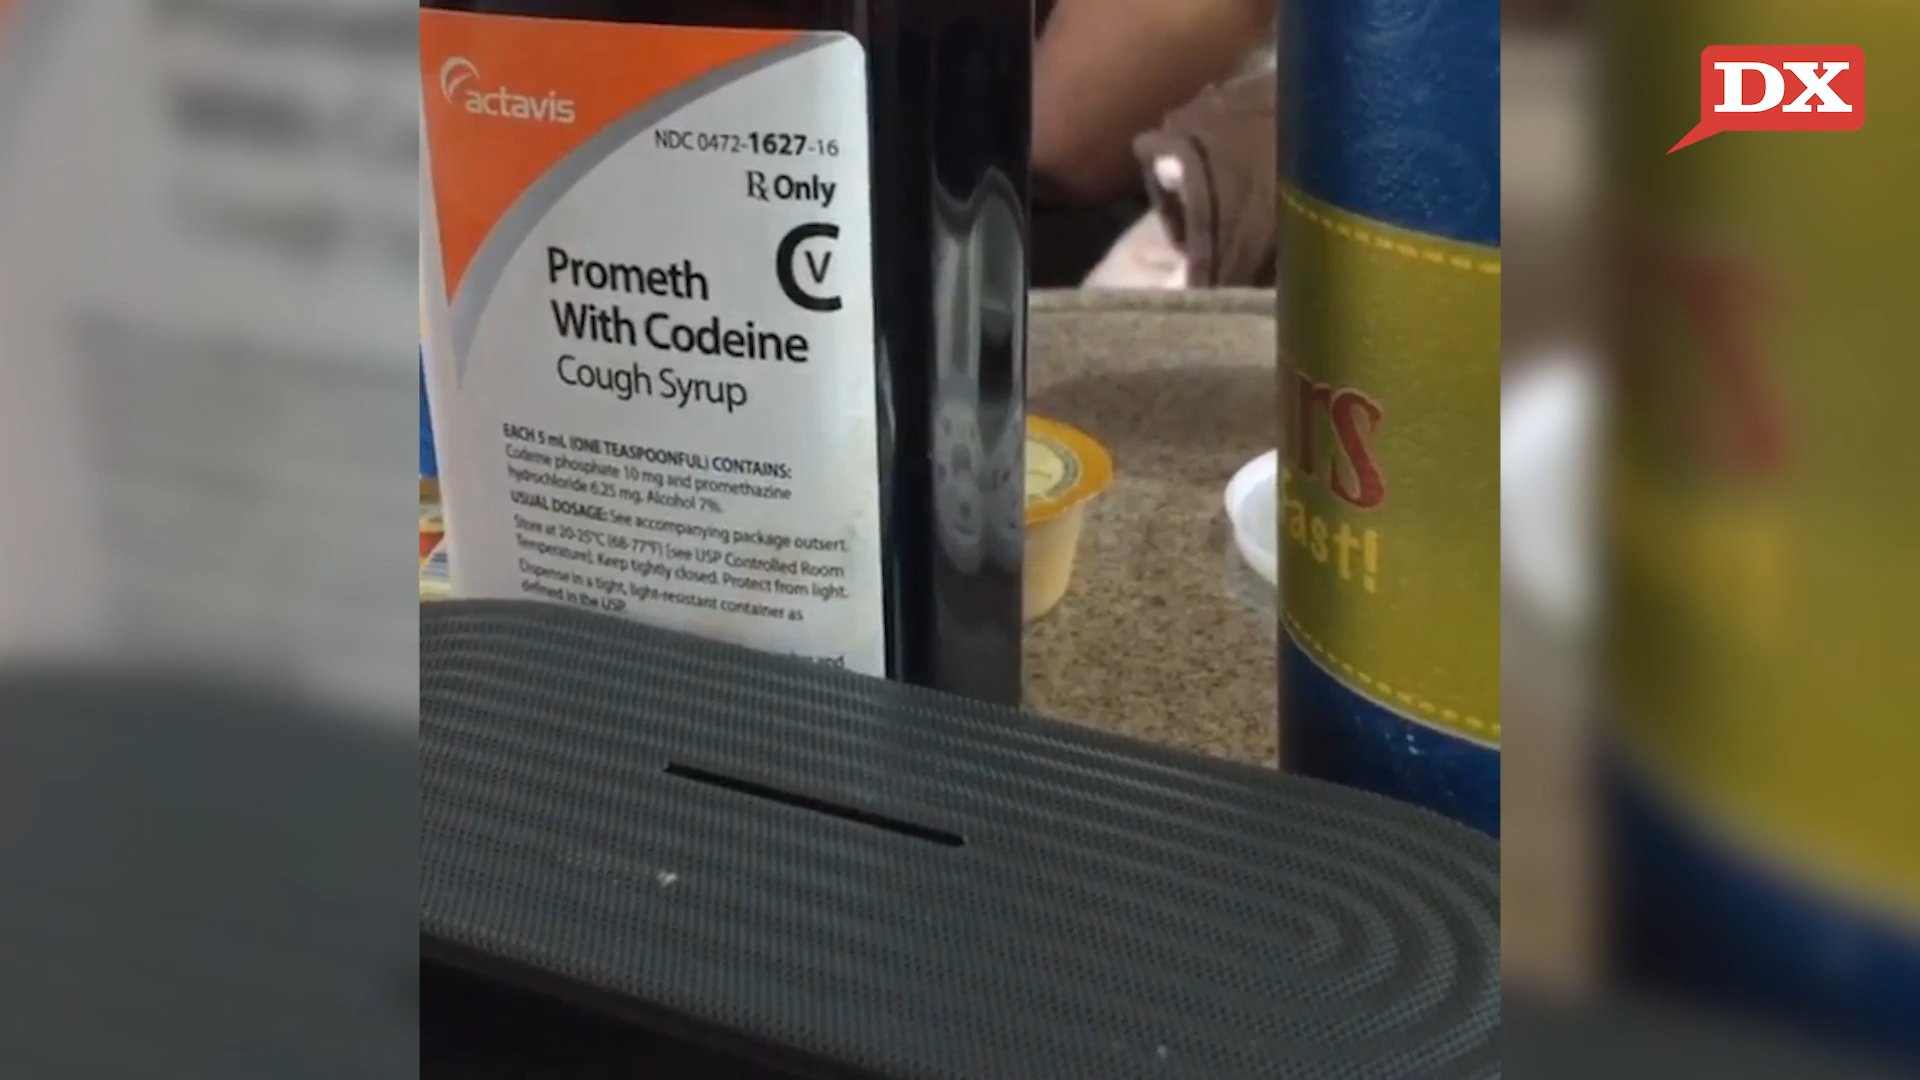 actavis
NDC 0472-1627-16
Rx Only
CV
Prometh
With Codeine
Cough Syrup
EACH 5 mL (ONE TEASPOONFUL) CONTAINS:
Codeine phosphate 10 mg and promethazine
hydrochloride 6.25 mg. Alcohol 7%.
USUAL DOSAGE: See accompanying package outsert.
Store at 20-25°C (68-77°F) [see USP Controlled Room
Temperature]. Keep tightly closed. Protect from light.
Dispense in a tight, light-resistant container as
defined in the USP.
and
rs
ast!
DX